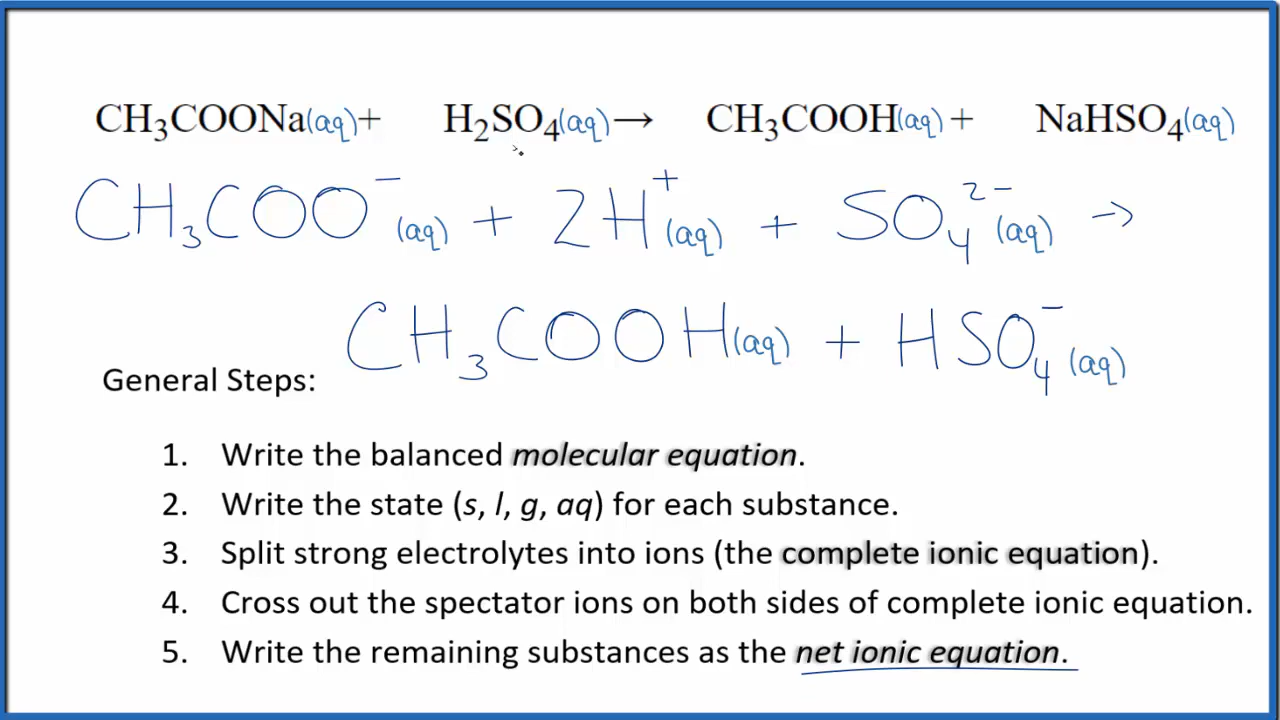 CH₃COONa(aq)+ H₂SO₄(aq)→ CH₃COOH(aq) + NaHSO₄(aq)
CH₃COO⁻(aq) + 2H⁺(aq) + SO₄²⁻(aq) →
CH₃COOH(aq) + HSO₄⁻(aq)
General Steps:
1. Write the balanced molecular equation.
2. Write the state (s, l, g, aq) for each substance.
3. Split strong electrolytes into ions (the complete ionic equation).
4. Cross out the spectator ions on both sides of complete ionic equation.
5. Write the remaining substances as the net ionic equation.